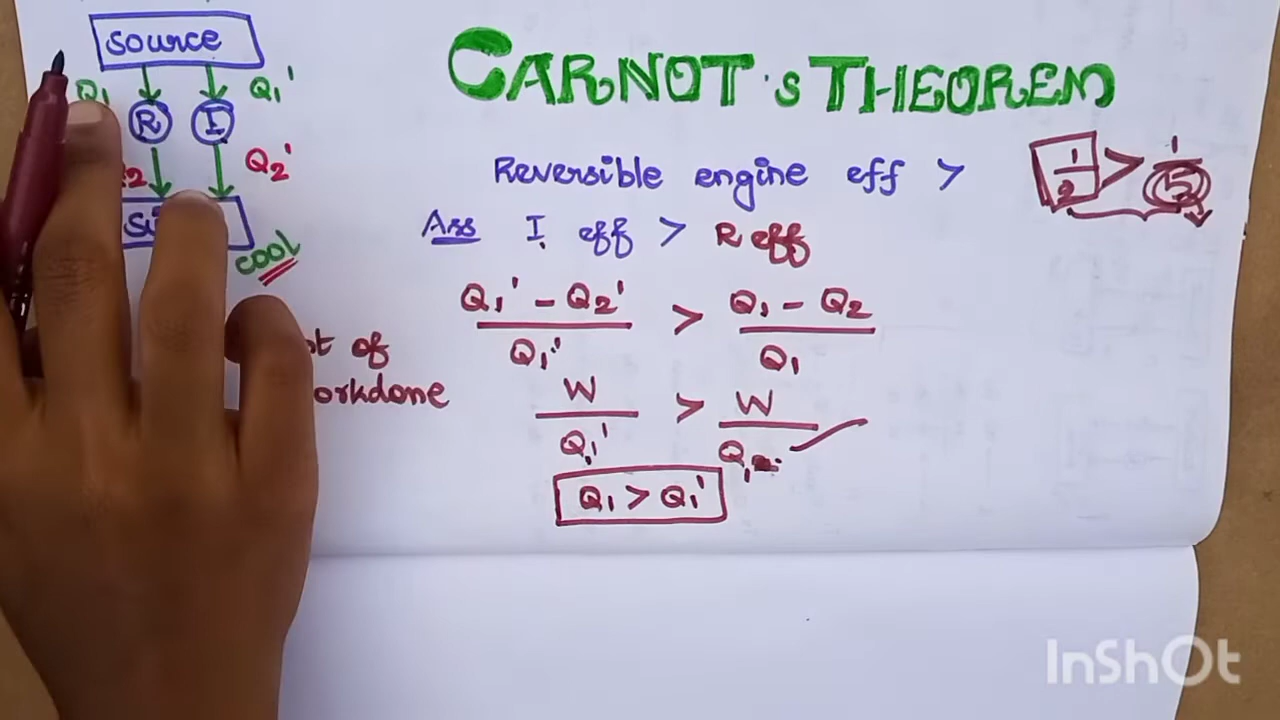 source
Q1 R I Q1'
2 Q2'
COOL
of
CARNOT'S THEOREM
Reversible engine eff >
1/2 > 1/5
Ass I eff > R eff
Q1' - Q2' / Q1' > Q1 - Q2 / Q1
W / Q1' > W / Q1
Q1 > Q1'
InShOt